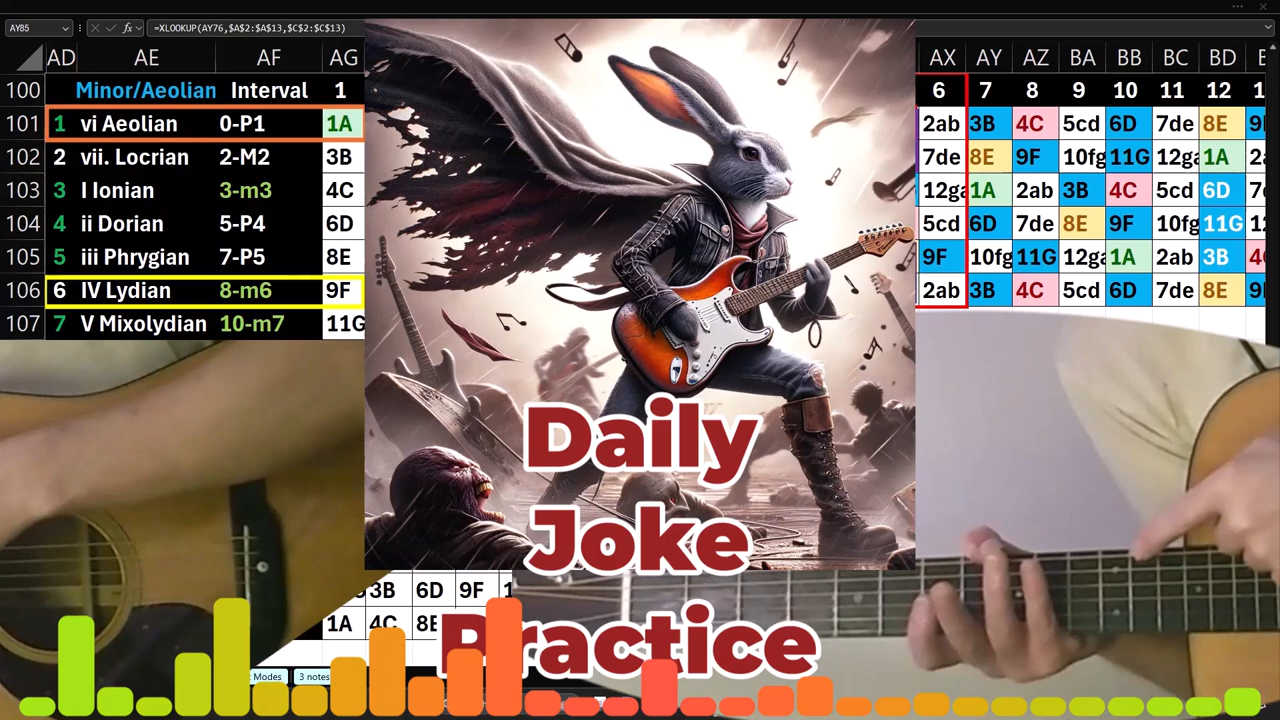 AY85 fx =XLOOKUP(AY76,$A$2:$A$13,$C$2:$C$13)
AD AE AF AG AX AY AZ BA BB BC BD
100 Minor/Aeolian Interval 1 6 7 8 9 10 11 12
101 1 vi Aeolian 0-P1 1A 2ab 3B 4C 5cd 6D 7de 8E
102 2 vii. Locrian 2-M2 3B 7de 8E 9F 10fg 11G 12ga 1A
103 3 I Ionian 3-m3 4C 12ga 1A 2ab 3B 4C 5cd 6D
104 4 ii Dorian 5-P4 6D 5cd 6D 7de 8E 9F 10fg 11G
105 5 iii Phrygian 7-P5 8E 9F 10fg 11G 12ga 1A 2ab 3B
106 6 IV Lydian 8-m6 9F 2ab 3B 4C 5cd 6D 7de 8E
107 7 V Mixolydian 10-m7 11G
Daily
Joke
Practice
3B 6D 9F
1A 4C 8E
Modes 3 notes